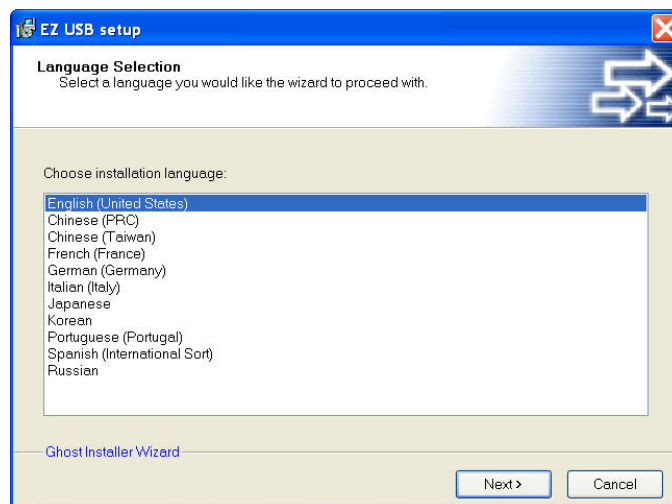 EZ USB setup
Language Selection
Select a language you would like the wizard to proceed with.
Choose installation language:
English (United States)
Chinese (PRC)
Chinese (Taiwan)
French (France)
German (Germany)
Italian (Italy)
Japanese
Korean
Portuguese (Portugal)
Spanish (International Sort)
Russian
Ghost Installer Wizard
Next >
Cancel